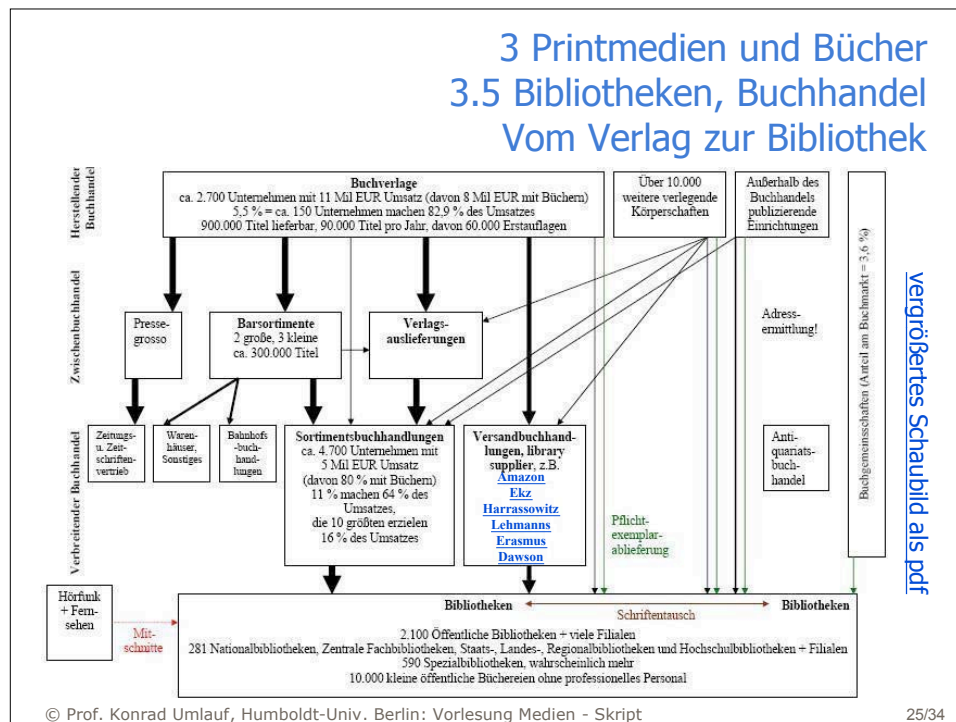 3 Printmedien und Bücher
3.5 Bibliotheken, Buchhandel
Vom Verlag zur Bibliothek
Herstellender
Buchhandel
Buchverlage
ca. 2.700 Unternehmen mit 11 Mil EUR Umsatz (davon 8 Mil EUR mit Büchern)
5,5 % = ca. 150 Unternehmen machen 82,9 % des Umsatzes
900.000 Titel lieferbar, 90.000 Titel pro Jahr, davon 60.000 Erstauflagen
Über 10.000
weitere verlegende
Körperschaften
Außerhalb des
Buchhandels
publizierende
Einrichtungen
Buchgemeinschaften (Anteil am Buchmarkt = 3,6 %)
vergrößertes Schaubild als pdf
Zwischenbuchhandel
Presse-
grosso
Barsortimente
2 große, 3 kleine
ca. 300.000 Titel
Verlags-
auslieferungen
Adress-
ermittlung!
Verbreitender Buchhandel
Zeitungs-
u. Zeit-
schriften-
vertrieb
Waren-
häuser,
Sonstiges
Bahnhofs
-buch-
hand-
lungen
Sortimentsbuchhandlungen
ca. 4.700 Unternehmen mit
5 Mil EUR Umsatz
(davon 80 % mit Büchern)
11 % machen 64 % des
Umsatzes,
die 10 größten erzielen
16 % des Umsatzes
Versandbuchhand-
lungen, library
supplier, z.B.
Amazon
Ekz
Harrassowitz
Lehmanns
Erasmus
Dawson
Anti-
quariats-
buch-
handel
Pflicht-
exemplar-
ablieferung
Hörfunk
+ Fern-
sehen
Mit-
schnitte
Bibliotheken
Schriftentausch
Bibliotheken
2.100 Öffentliche Bibliotheken + viele Filialen
281 Nationalbibliotheken, Zentrale Fachbibliotheken, Staats-, Landes-, Regionalbibliotheken und Hochschulbibliotheken + Filialen
590 Spezialbibliotheken, wahrscheinlich mehr
10.000 kleine öffentliche Büchereien ohne professionelles Personal
© Prof. Konrad Umlauf, Humboldt-Univ. Berlin: Vorlesung Medien - Skript
25/34